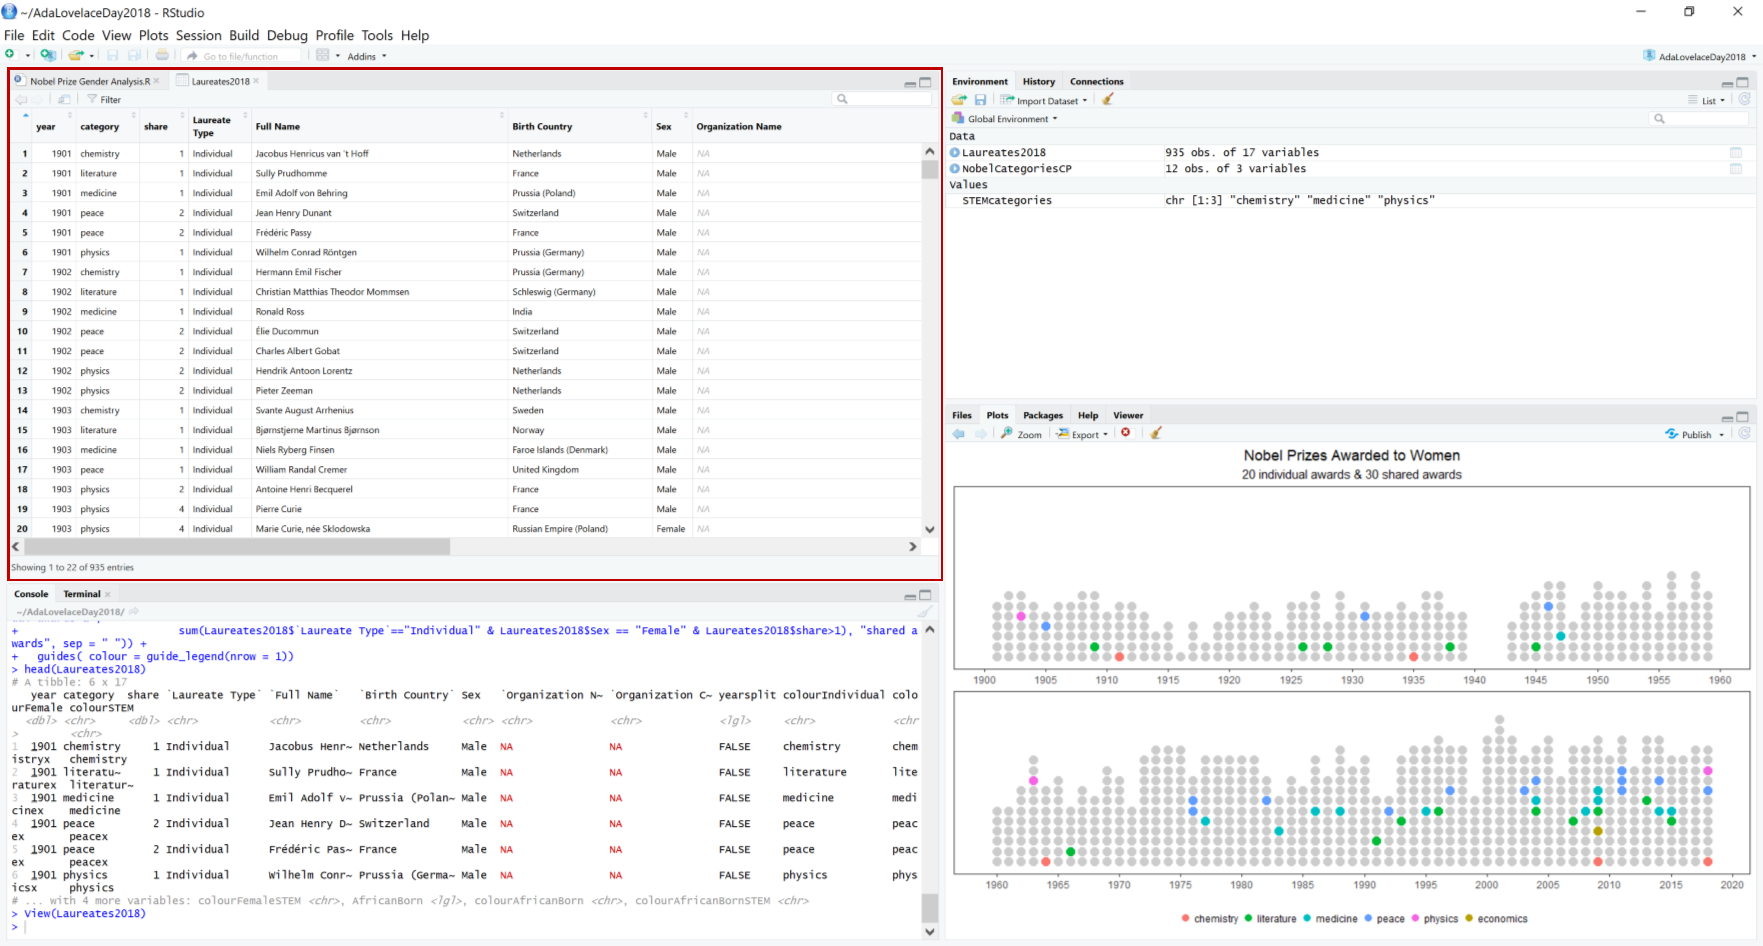 ~/AdaLovelaceDay2018 - RStudio
File Edit Code View Plots Session Build Debug Profile Tools Help
Go to file/function Addins AdaLovelaceDay2018
Nobel Prize Gender Analysis.R Laureates2018
Filter
year category share Laureate Type Full Name Birth Country Sex Organization Name
1 1901 chemistry 1 Individual Jacobus Henricus van 't Hoff Netherlands Male NA
2 1901 literature 1 Individual Sully Prudhomme France Male NA
3 1901 medicine 1 Individual Emil Adolf von Behring Prussia (Poland) Male NA
4 1901 peace 2 Individual Jean Henry Dunant Switzerland Male NA
5 1901 peace 2 Individual Frédéric Passy France Male NA
6 1901 physics 1 Individual Wilhelm Conrad Röntgen Prussia (Germany) Male NA
7 1902 chemistry 1 Individual Hermann Emil Fischer Prussia (Germany) Male NA
8 1902 literature 1 Individual Christian Matthias Theodor Mommsen Schleswig (Germany) Male NA
9 1902 medicine 1 Individual Ronald Ross India Male NA
10 1902 peace 2 Individual Élie Ducommun Switzerland Male NA
11 1902 peace 2 Individual Charles Albert Gobat Switzerland Male NA
12 1902 physics 2 Individual Hendrik Antoon Lorentz Netherlands Male NA
13 1902 physics 2 Individual Pieter Zeeman Netherlands Male NA
14 1903 chemistry 1 Individual Svante August Arrhenius Sweden Male NA
15 1903 literature 1 Individual Bjørnstjerne Martinus Bjørnson Norway Male NA
16 1903 medicine 1 Individual Niels Ryberg Finsen Faroe Islands (Denmark) Male NA
17 1903 peace 1 Individual William Randal Cremer United Kingdom Male NA
18 1903 physics 2 Individual Antoine Henri Becquerel France Male NA
19 1903 physics 4 Individual Pierre Curie France Male NA
20 1903 physics 4 Individual Marie Curie, née Sklodowska Russian Empire (Poland) Female NA
Showing 1 to 22 of 935 entries
Console Terminal
~/AdaLovelaceDay2018/
+ sum(Laureates2018$`Laureate Type`=="Individual" & Laureates2018$Sex == "Female" & Laureates2018$share>1), "shared a
wards", sep = " ")) +
+ guides( colour = guide_legend(nrow = 1))
> head(Laureates2018)
# A tibble: 6 x 17
year category share `Laureate Type` `Full Name` `Birth Country` Sex `Organization N~ `Organization C~ yearsplit colourIndividual colo
urFemale colourSTEM
<dbl> <chr> <dbl> <chr> <chr> <chr> <chr> <chr> <chr> <lgl> <chr> <chr
> <chr>
1 1901 chemistry 1 Individual Jacobus Henr~ Netherlands Male NA NA FALSE chemistry chem
istryx chemistry
2 1901 literatu~ 1 Individual Sully Prudho~ France Male NA NA FALSE literature lite
raturex literatur~
3 1901 medicine 1 Individual Emil Adolf v~ Prussia (Polan~ Male NA NA FALSE medicine medi
cinex medicine
4 1901 peace 2 Individual Jean Henry D~ Switzerland Male NA NA FALSE peace peac
ex peacex
5 1901 peace 2 Individual Frédéric Pas~ France Male NA NA FALSE peace peac
ex peacex
6 1901 physics 1 Individual Wilhelm Conr~ Prussia (Germa~ Male NA NA FALSE physics phys
icsx physics
# ... with 4 more variables: colourFemaleSTEM <chr>, AfricanBorn <lgl>, colourAfricanBorn <chr>, colourAfricanBornSTEM <chr>
> View(Laureates2018)
>
Environment History Connections
Import Dataset List
Global Environment
Data
Laureates2018 935 obs. of 17 variables
NobelCategoriesCP 12 obs. of 3 variables
Values
STEMcategories chr [1:3] "chemistry" "medicine" "physics"
Files Plots Packages Help Viewer
Zoom Export Publish
Nobel Prizes Awarded to Women
20 individual awards & 30 shared awards
1900 1905 1910 1915 1920 1925 1930 1935 1940 1945 1950 1955 1960
1960 1965 1970 1975 1980 1985 1990 1995 2000 2005 2010 2015 2020
chemistry literature medicine peace physics economics